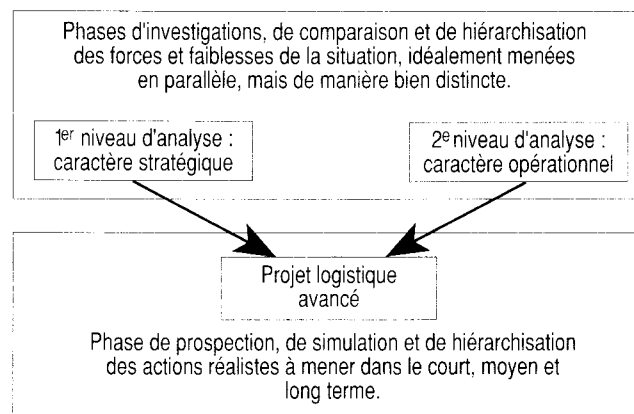 Phases d'investigations, de comparaison et de hiérarchisation
des forces et faiblesses de la situation, idéalement menées
en parallèle, mais de manière bien distincte.
1er niveau d'analyse :
caractère stratégique
2e niveau d'analyse :
caractère opérationnel
Projet logistique
avancé
Phase de prospection, de simulation et de hiérarchisation
des actions réalistes à mener dans le court, moyen et
long terme.